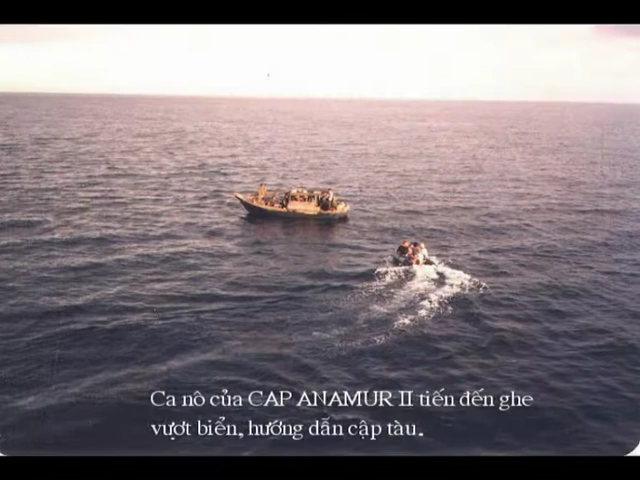 Ca nô của CAP ANAMUR II tiến đến ghe
vượt biển, hướng dẫn cập tàu.